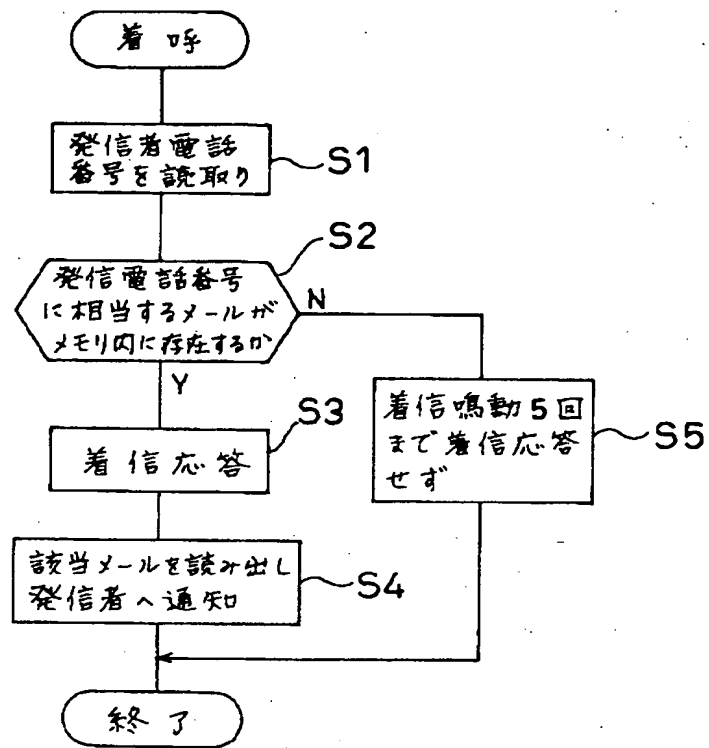 着呼
発信者電話
番号を読取り
S1
S2
発信電話番号
に相当するメールが
メモリ内に存在するか
N
Y
S3
着信応答
着信鳴動5回
まで着信応答
せず
S5
該当メールを読み出し
発信者へ通知
S4
終了